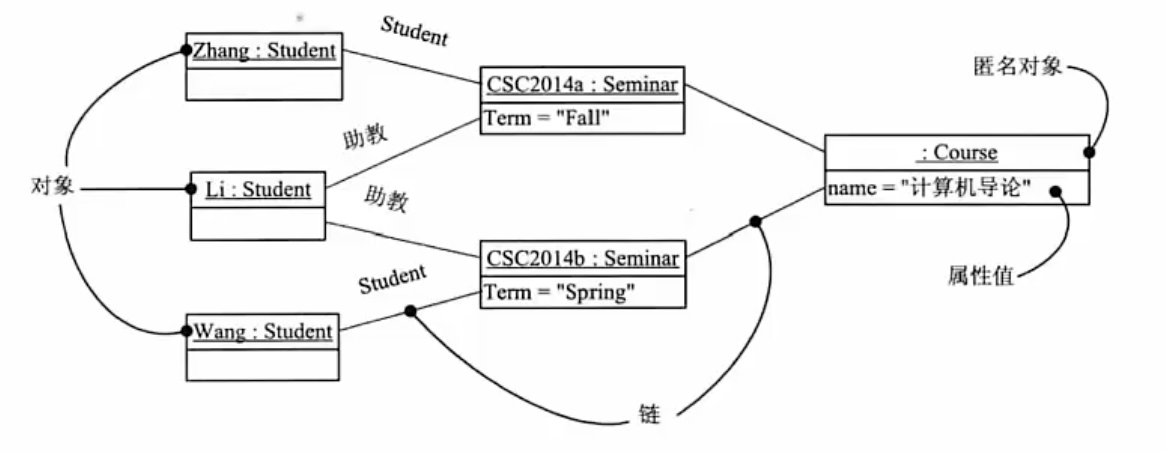 Student
匿名对象
Zhang : Student
CSC2014a : Seminar
Term = "Fall"
助教
: Course
name = "计算机导论"
对象
Li : Student
助教
CSC2014b : Seminar
Term = "Spring"
属性值
Student
Wang : Student
链